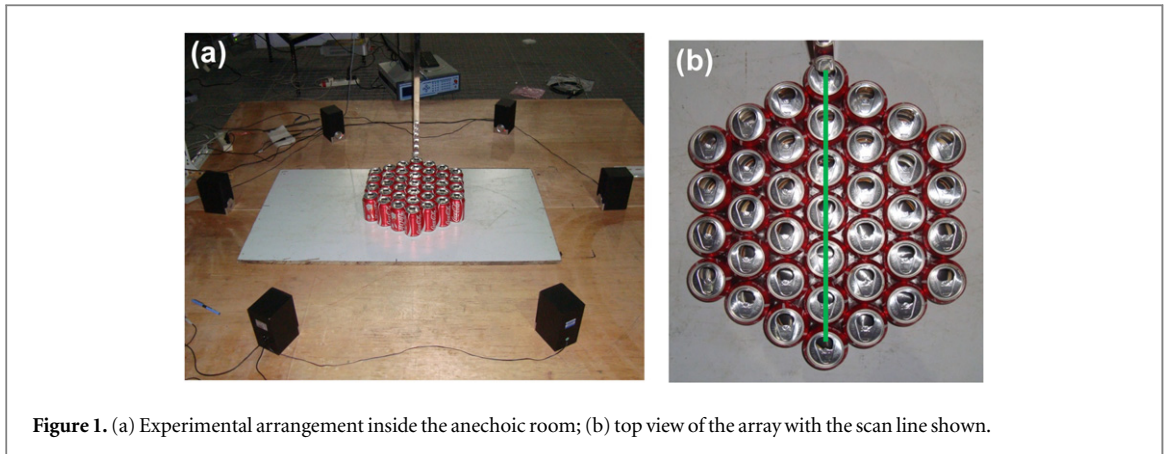 (a)
(b)
Figure 1. (a) Experimental arrangement inside the anechoic room; (b) top view of the array with the scan line shown.